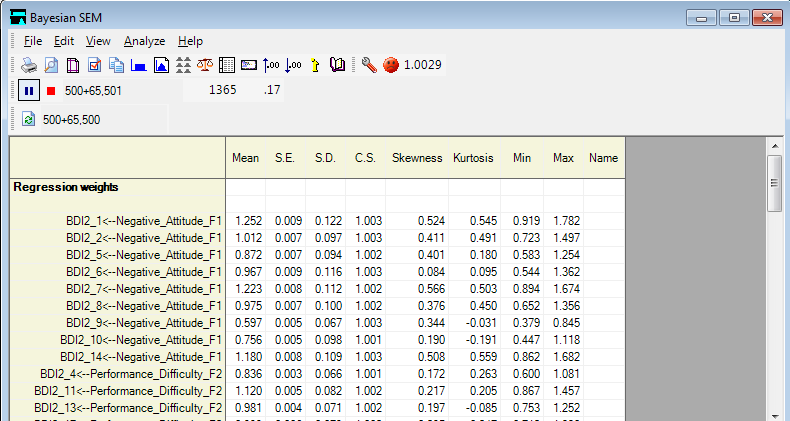 Bayesian SEM
File Edit View Analyze Help
1.0029
500+65,501 1365 .17
500+65,500
Mean S.E. S.D. C.S. Skewness Kurtosis Min Max Name
Regression weights
BDI2_1<--Negative_Attitude_F1 1.252 0.009 0.122 1.003 0.524 0.545 0.919 1.782
BDI2_2<--Negative_Attitude_F1 1.012 0.007 0.097 1.003 0.411 0.491 0.723 1.497
BDI2_5<--Negative_Attitude_F1 0.872 0.007 0.094 1.002 0.401 0.180 0.583 1.254
BDI2_6<--Negative_Attitude_F1 0.967 0.009 0.116 1.003 0.084 0.095 0.544 1.362
BDI2_7<--Negative_Attitude_F1 1.223 0.008 0.112 1.002 0.566 0.503 0.894 1.674
BDI2_8<--Negative_Attitude_F1 0.975 0.007 0.100 1.002 0.376 0.450 0.652 1.356
BDI2_9<--Negative_Attitude_F1 0.597 0.005 0.067 1.003 0.344 -0.031 0.379 0.845
BDI2_10<--Negative_Attitude_F1 0.756 0.005 0.098 1.001 0.190 -0.191 0.447 1.118
BDI2_14<--Negative_Attitude_F1 1.180 0.008 0.109 1.003 0.508 0.559 0.862 1.682
BDI2_4<--Performance_Difficulty_F2 0.836 0.003 0.066 1.001 0.172 0.263 0.600 1.081
BDI2_11<--Performance_Difficulty_F2 1.120 0.005 0.082 1.002 0.217 0.205 0.867 1.457
BDI2_13<--Performance_Difficulty_F2 0.981 0.004 0.071 1.002 0.197 -0.085 0.753 1.252